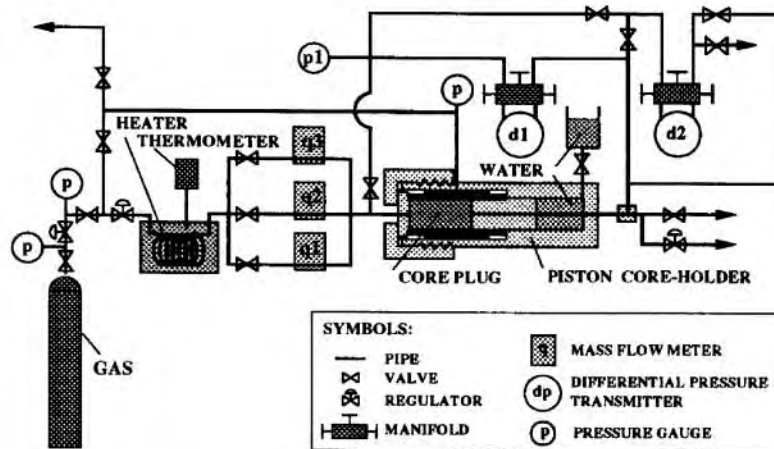 p1
p
d1
d2
HEATER
THERMOMETER
q3
WATER
p
q2
p
q1
CORE PLUG
PISTON CORE-HOLDER
GAS
SYMBOLS:
PIPE
VALVE
REGULATOR
MANIFOLD
q
MASS FLOW METER
dp
DIFFERENTIAL PRESSURE
TRANSMITTER
p
PRESSURE GAUGE